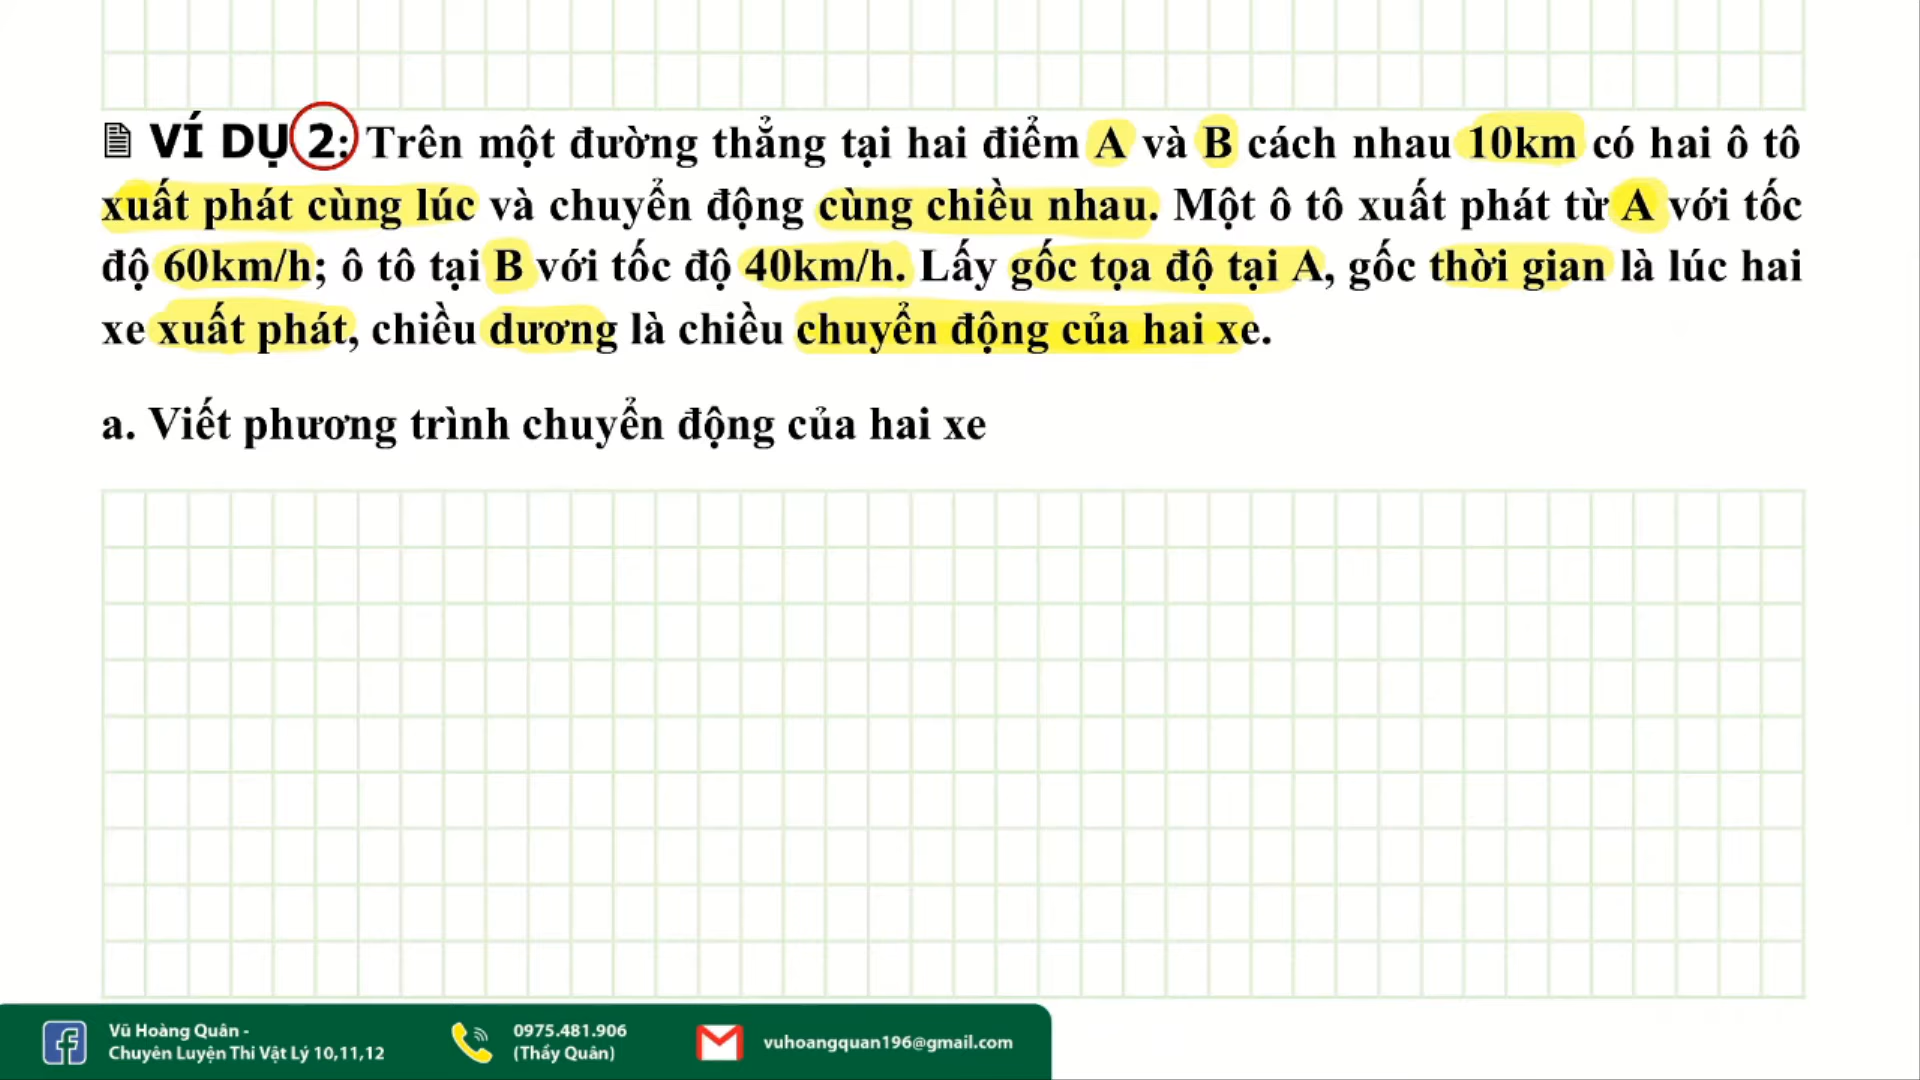 VÍ DỤ 2: Trên một đường thẳng tại hai điểm A và B cách nhau 10km có hai ô tô
xuất phát cùng lúc và chuyển động cùng chiều nhau. Một ô tô xuất phát từ A với tốc
độ 60km/h; ô tô tại B với tốc độ 40km/h. Lấy gốc tọa độ tại A, gốc thời gian là lúc hai
xe xuất phát, chiều dương là chiều chuyển động của hai xe.
a. Viết phương trình chuyển động của hai xe
Vũ Hoàng Quân -
Chuyên Luyện Thi Vật Lý 10,11,12
0975.481.906
(Thầy Quân)
vuhoangquan196@gmail.com